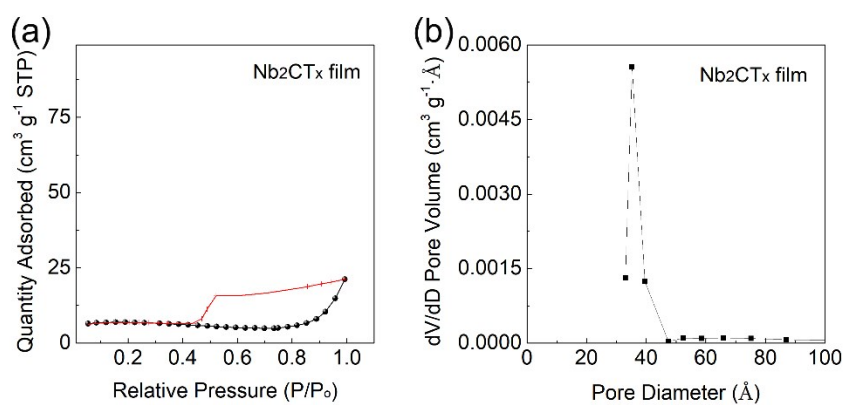 (a)
Nb₂CTx film
Quantity Adsorbed (cm³ g⁻¹ STP)
75
50
25
0
0.2 0.4 0.6 0.8 1.0
Relative Pressure (P/P₀)
(b)
Nb₂CTx film
dV/dD Pore Volume (cm³ g⁻¹·Å)
0.0060
0.0045
0.0030
0.0015
0.0000
0 20 40 60 80 100
Pore Diameter (Å)